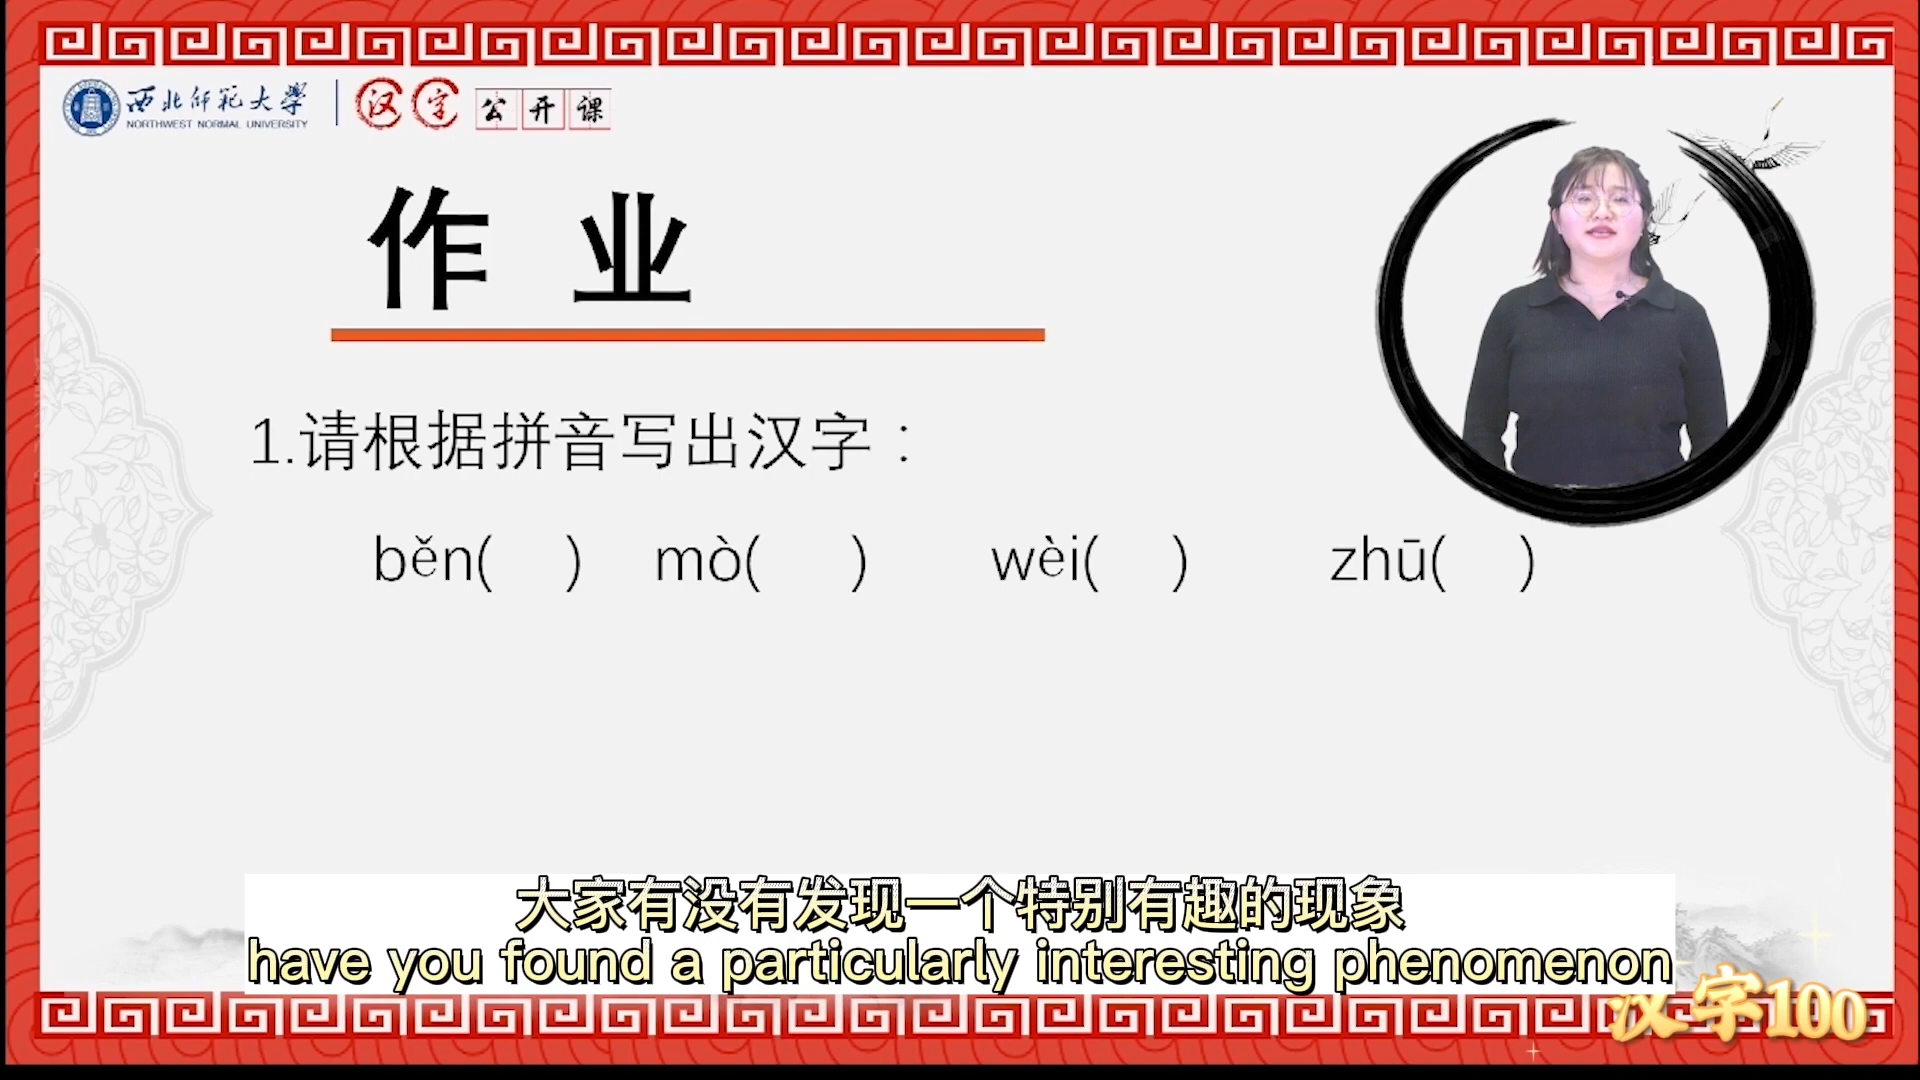 西北师范大学
NORTHWEST NORMAL UNIVERSITY
汉字公开课
作业
1.请根据拼音写出汉字：
běn( ) mò( ) wèi( ) zhū( )
大家有没有发现一个特别有趣的现象
have you found a particularly interesting phenomenon
汉字100